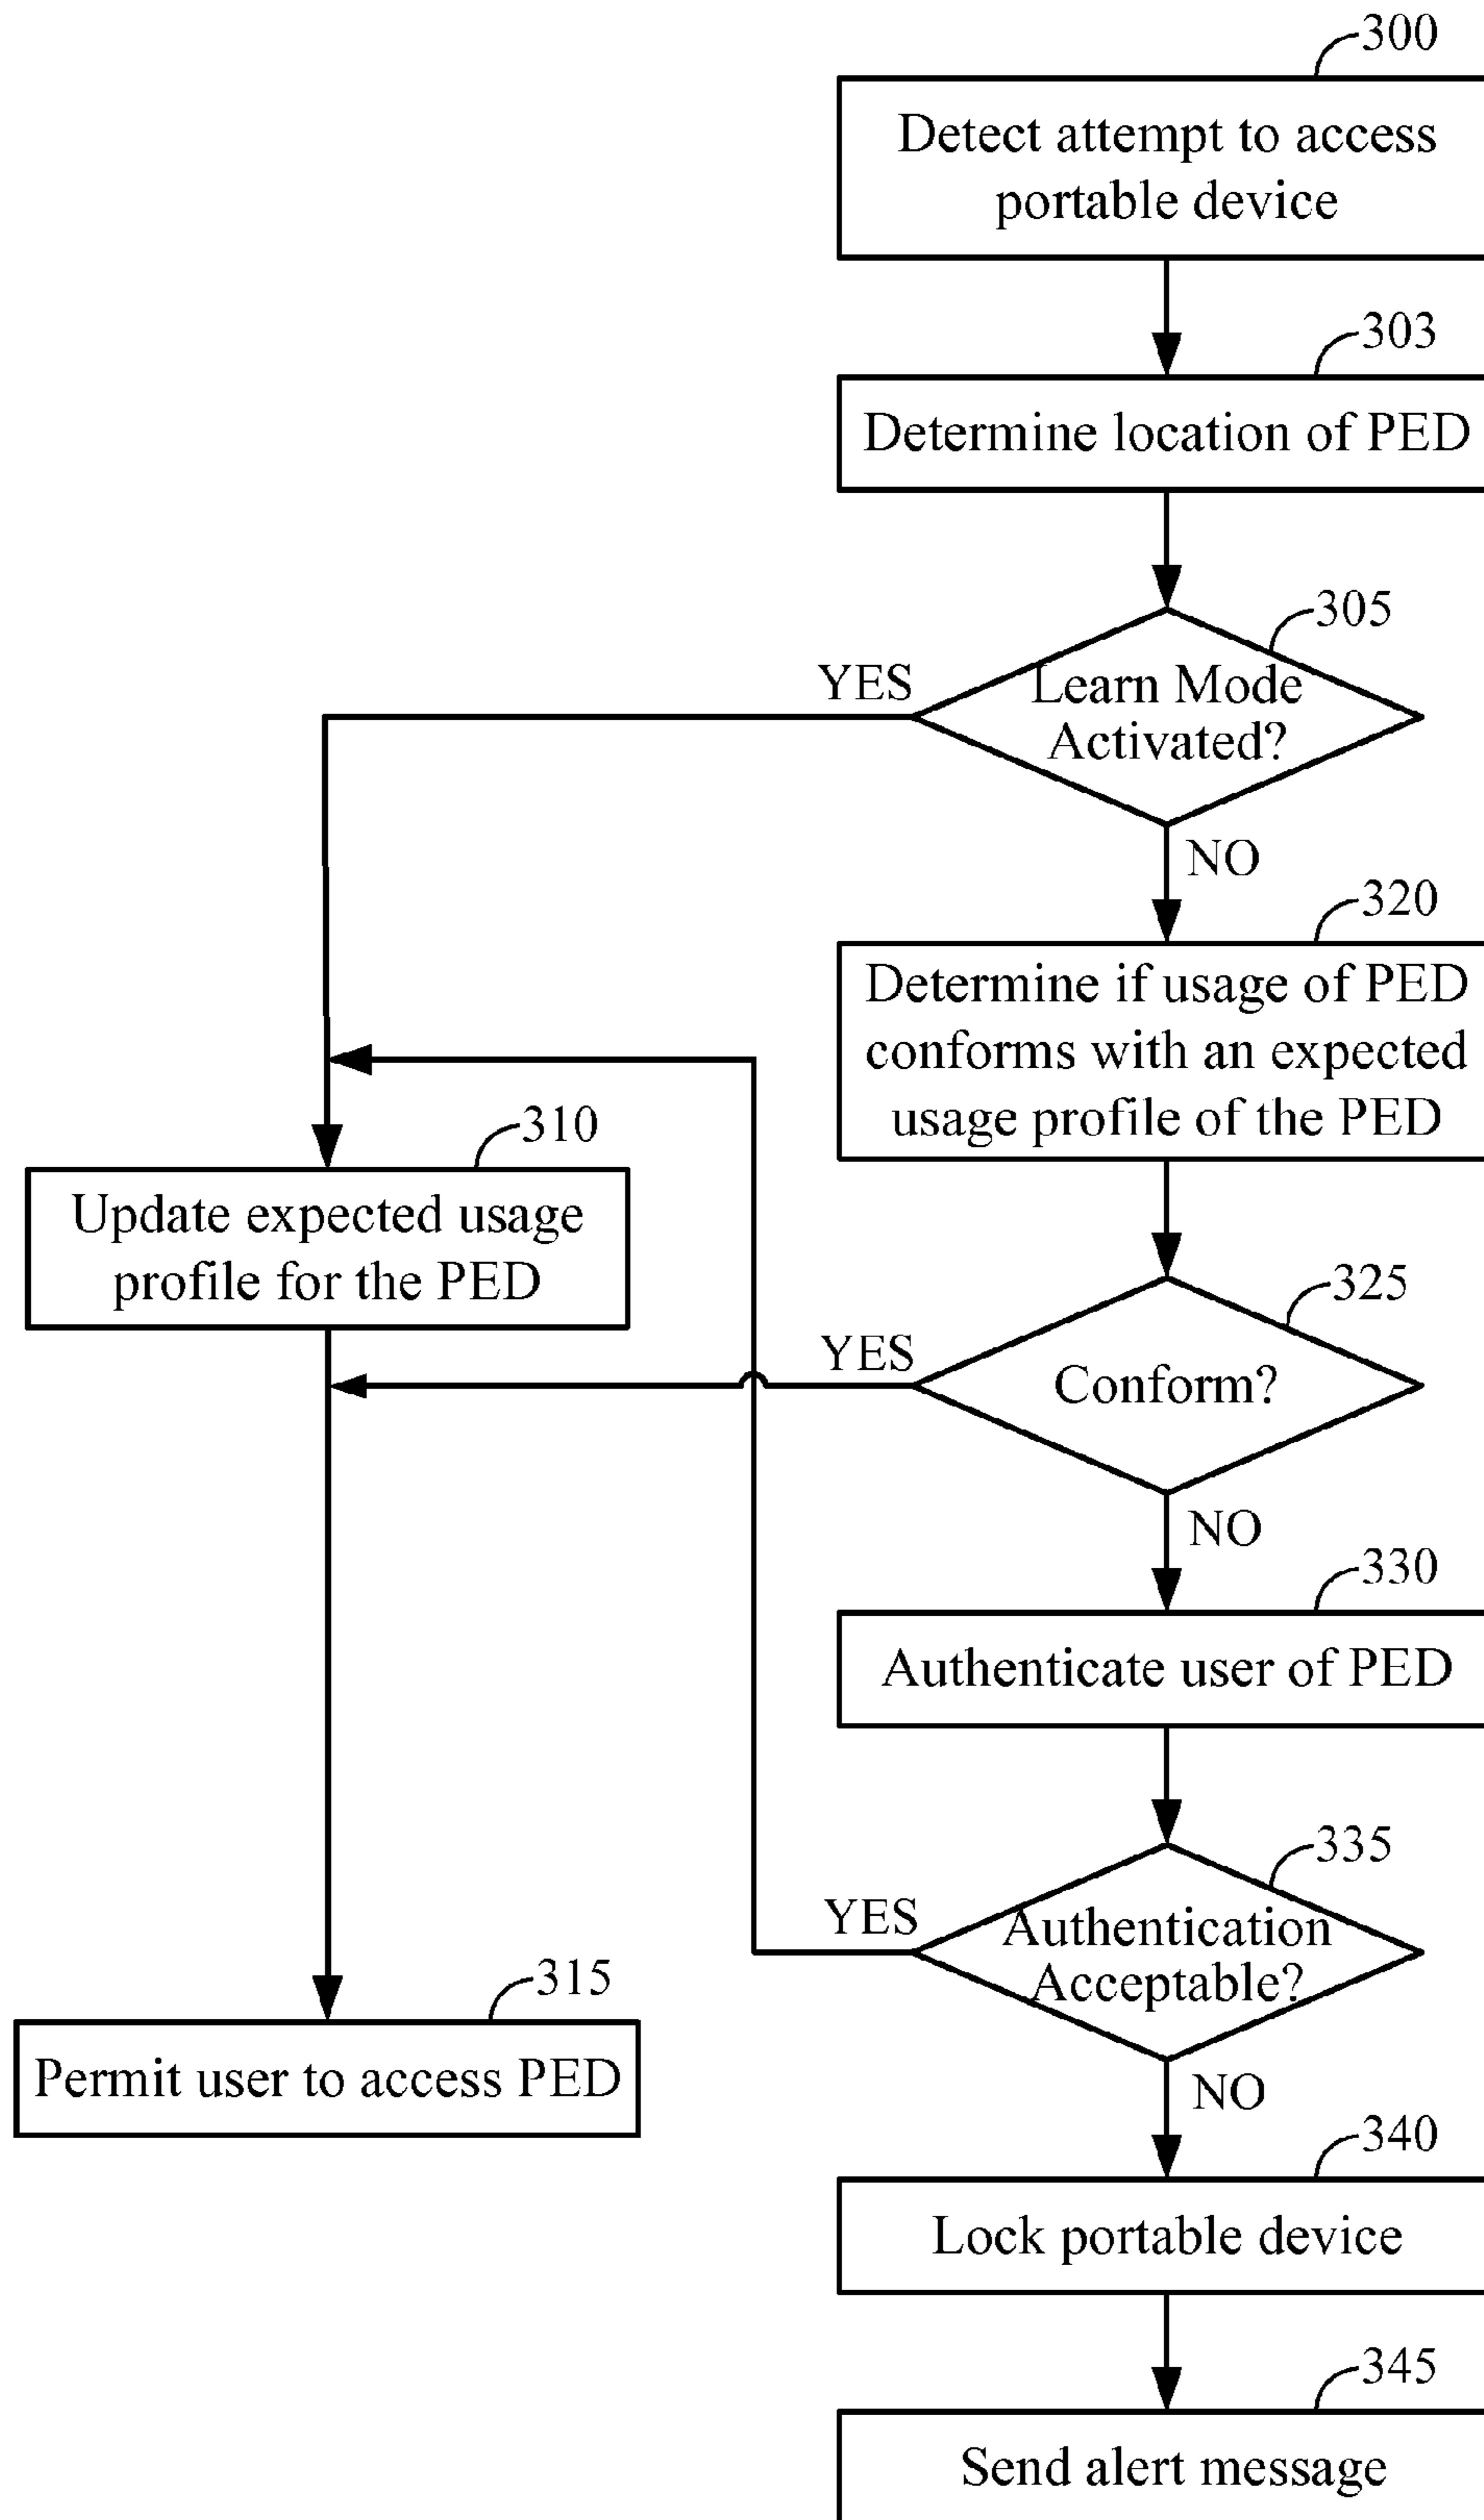 300
Detect attempt to access
portable device
303
Determine location of PED
305
YES
Learn Mode
Activated?
NO
320
Determine if usage of PED
conforms with an expected
usage profile of the PED
310
Update expected usage
profile for the PED
325
YES
Conform?
NO
330
Authenticate user of PED
335
YES
Authentication
Acceptable?
315
Permit user to access PED
NO
340
Lock portable device
345
Send alert message